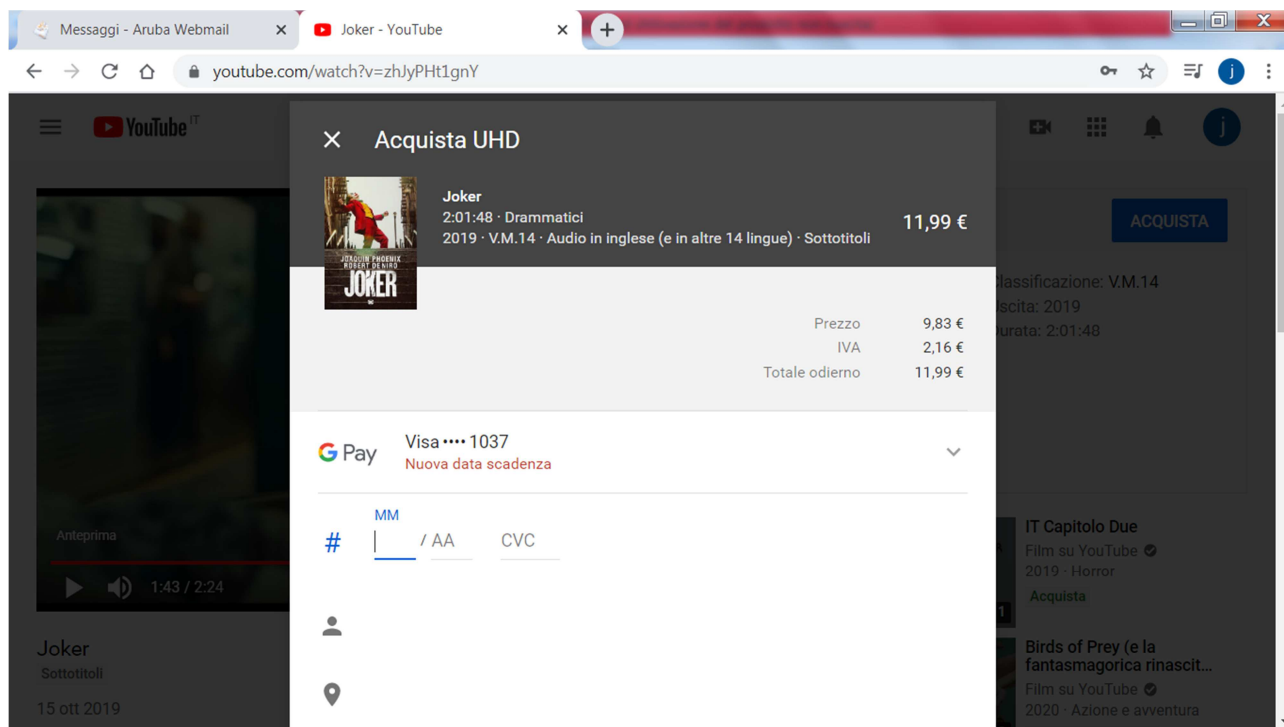 Messaggi - Aruba Webmail
Joker - YouTube
youtube.com/watch?v=zhJyPHt1gnY
j
YouTube IT
Acquista UHD
j
Joker
2:01:48 · Drammatici
2019 · V.M.14 · Audio in inglese (e in altre 14 lingue) · Sottotitoli
11,99 €
ACQUISTA
JOAQUIN PHOENIX
ROBERT DE NIRO
JOKER
Classificazione: V.M.14
Uscita: 2019
Durata: 2:01:48
Prezzo 9,83 €
IVA 2,16 €
Totale odierno 11,99 €
G Pay
Visa •••• 1037
Nuova data scadenza
MM
# / AA CVC
Anteprima
1:43 / 2:24
Joker
Sottotitoli
15 ott 2019
IT Capitolo Due
Film su YouTube
2019 · Horror
Acquista
Birds of Prey (e la
fantasmagorica rinascit...
Film su YouTube
2020 · Azione e avventura